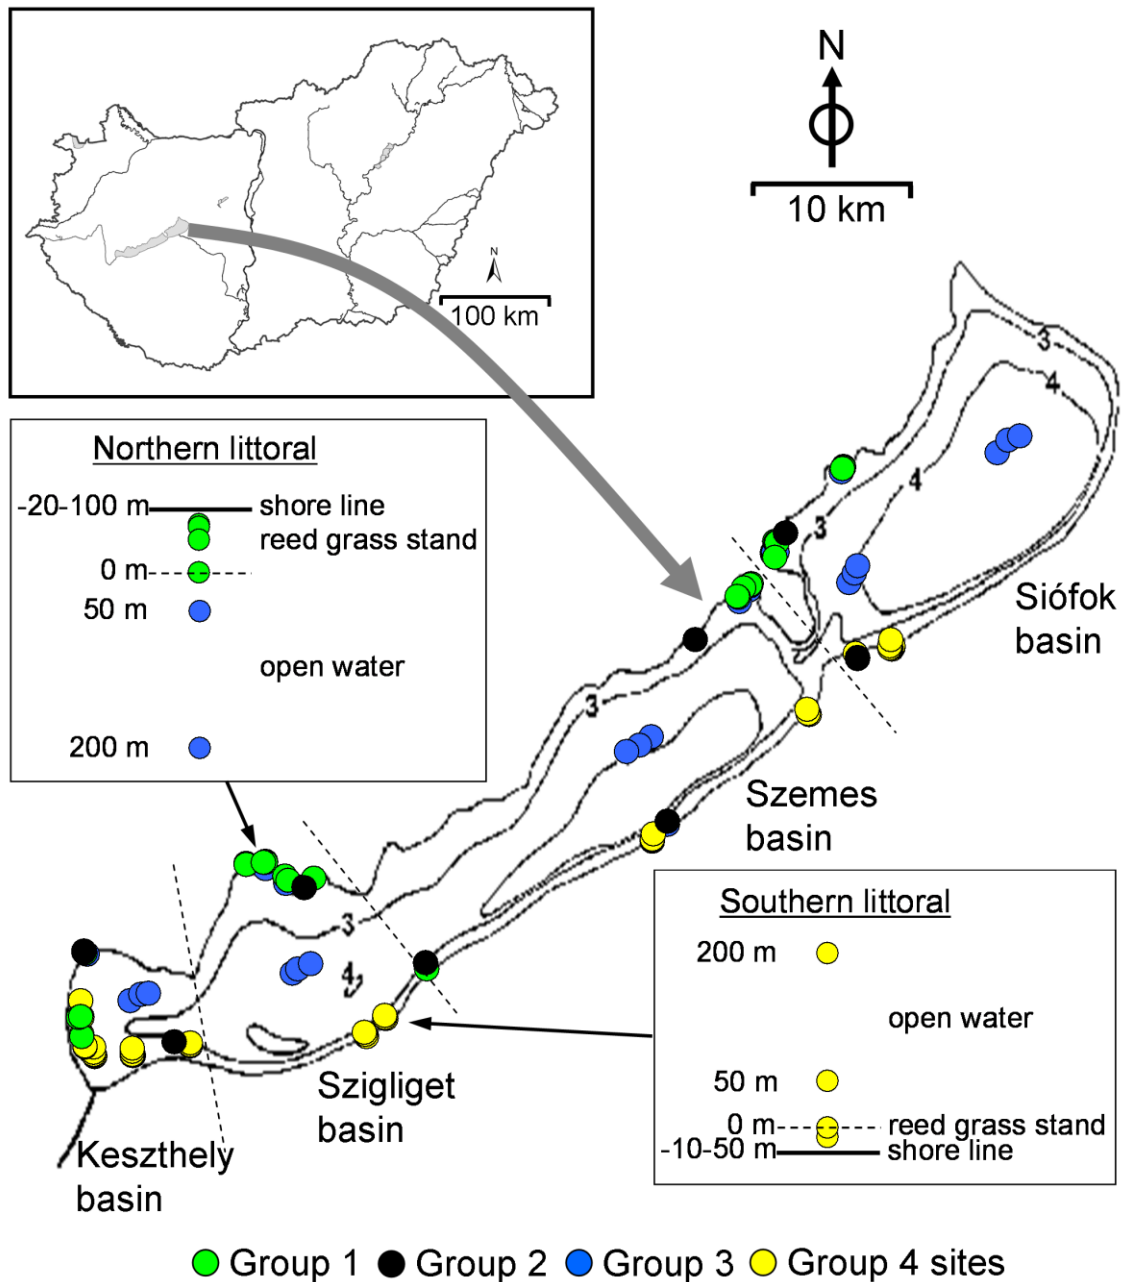 N
100 km
N
10 km
3
4
4
3
Siófok
basin
Northern littoral
-20-100 m
shore line
reed grass stand
0 m
50 m
open water
200 m
3
Szemes
basin
3
4
Southern littoral
200 m
open water
50 m
0 m
reed grass stand
-10-50 m
shore line
Szigliget
basin
Keszthely
basin
Group 1 Group 2 Group 3 Group 4 sites